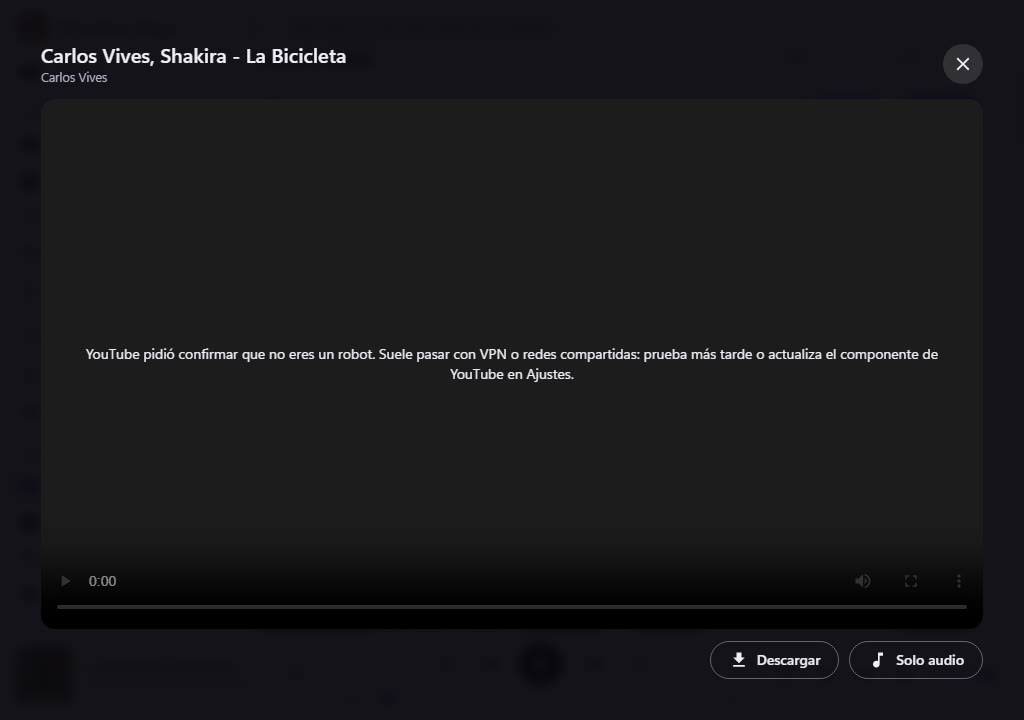 Carlos Vives, Shakira - La Bicicleta
Carlos Vives
YouTube pidió confirmar que no eres un robot. Suele pasar con VPN o redes compartidas: prueba más tarde o actualiza el componente de
YouTube en Ajustes.
0:00
Descargar
Solo audio